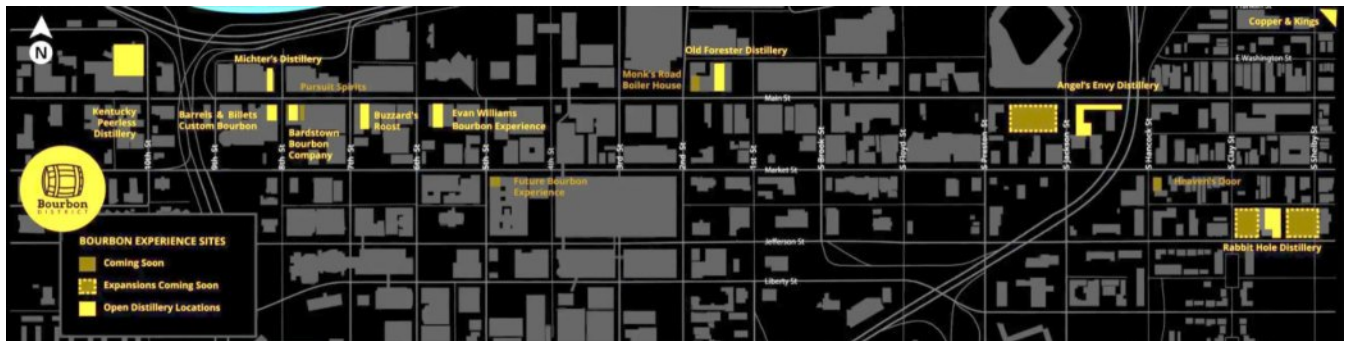 Copper & Kings
E Washington St
N
Michter's Distillery
Old Forester Distillery
Pursuit Spirits
Monk's Road
Boiler House
Angel's Envy Distillery
Main St
Kentucky
Peerless
Distillery
Barrels & Billets
Custom Bourbon
Bardstown
Bourbon
Company
Buzzard's
Roost
Evan Williams
Bourbon Experience
10th St
9th St
8th St
7th St
6th St
5th St
4th St
3rd St
2nd St
1st St
S Brook St
S Floyd St
S Preston St
S Jackson St
S Hancock St
S Clay St
S Shelby St
Market St
Future Bourbon
Experience
Heaven's Door
Bourbon
DISTRICT
Rabbit Hole Distillery
Jefferson St
Liberty St
BOURBON EXPERIENCE SITES
Coming Soon
Expansions Coming Soon
Open Distillery Locations